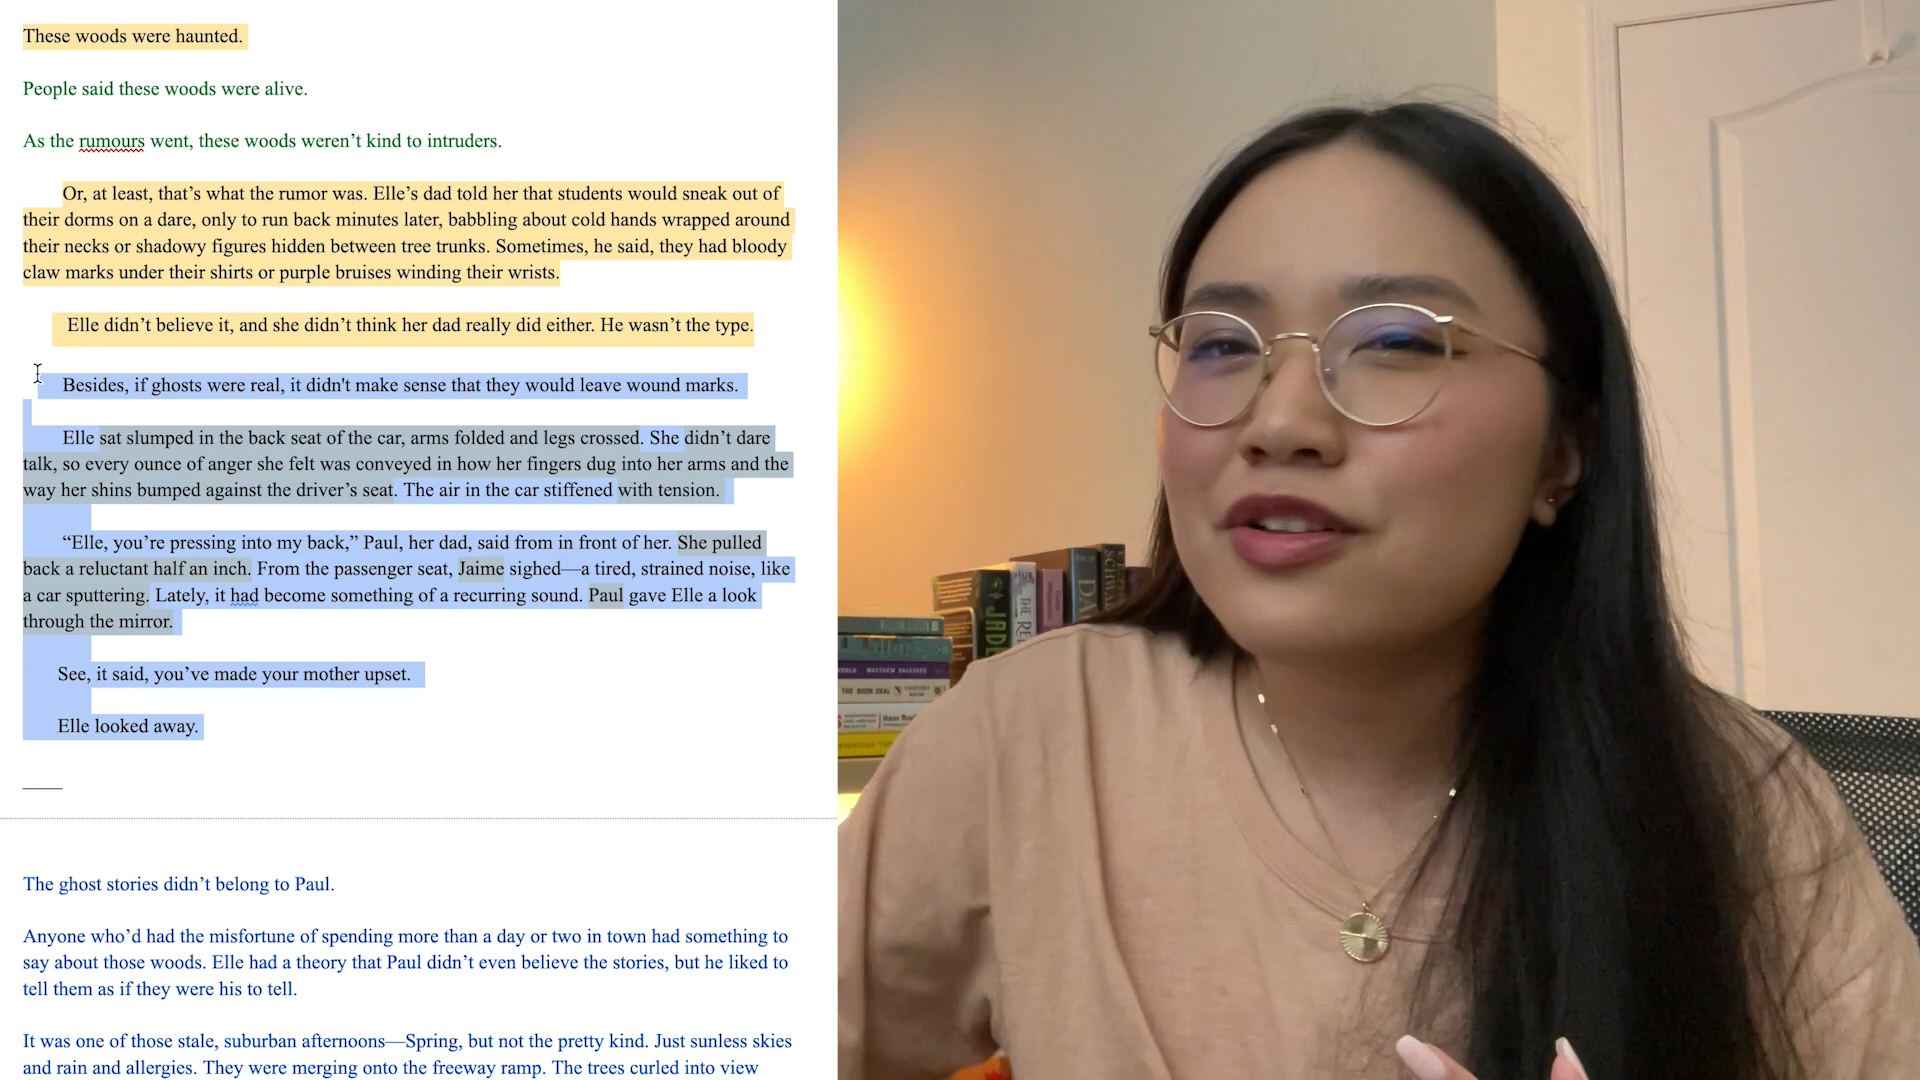 These woods were haunted.
People said these woods were alive.
As the rumours went, these woods weren’t kind to intruders.
Or, at least, that’s what the rumor was. Elle’s dad told her that students would sneak out of
their dorms on a dare, only to run back minutes later, babbling about cold hands wrapped around
their necks or shadowy figures hidden between tree trunks. Sometimes, he said, they had bloody
claw marks under their shirts or purple bruises winding their wrists.
Elle didn’t believe it, and she didn’t think her dad really did either. He wasn’t the type.
Besides, if ghosts were real, it didn't make sense that they would leave wound marks.
Elle sat slumped in the back seat of the car, arms folded and legs crossed. She didn’t dare
talk, so every ounce of anger she felt was conveyed in how her fingers dug into her arms and the
way her shins bumped against the driver’s seat. The air in the car stiffened with tension.
“Elle, you’re pressing into my back,” Paul, her dad, said from in front of her. She pulled
back a reluctant half an inch. From the passenger seat, Jaime sighed—a tired, strained noise, like
a car sputtering. Lately, it had become something of a recurring sound. Paul gave Elle a look
through the mirror.
See, it said, you’ve made your mother upset.
Elle looked away.
The ghost stories didn’t belong to Paul.
Anyone who’d had the misfortune of spending more than a day or two in town had something to
say about those woods. Elle had a theory that Paul didn’t even believe the stories, but he liked to
tell them as if they were his to tell.
It was one of those stale, suburban afternoons—Spring, but not the pretty kind. Just sunless skies
and rain and allergies. They were merging onto the freeway ramp. The trees curled into view
JADE
THE
SCHWAB
THE BOOK DEAL